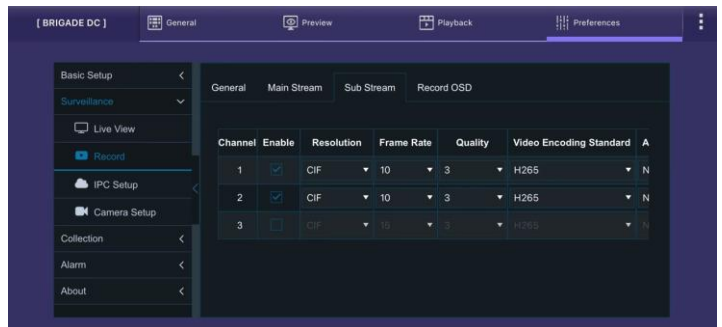 [ BRIGADE DC ] General Preview Playback Preferences
Basic Setup
Surveillance
Live View
Record
IPC Setup
Camera Setup
Collection
Alarm
About
General Main Stream Sub Stream Record OSD
Channel Enable Resolution Frame Rate Quality Video Encoding Standard A
1 CIF 10 3 H265 N
2 CIF 10 3 H265 N
3 CIF 15 3 H265